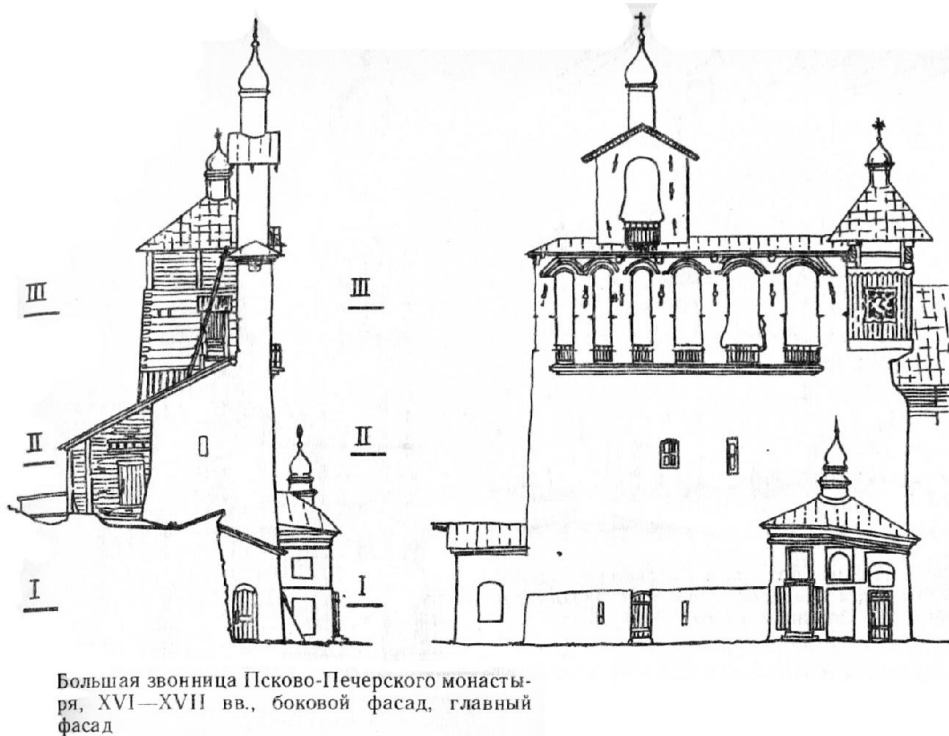 III
III
II
II
I
I
Большая звонница Псково-Печерского монасты-
ря, XVI—XVII вв., боковой фасад, главный
фасад